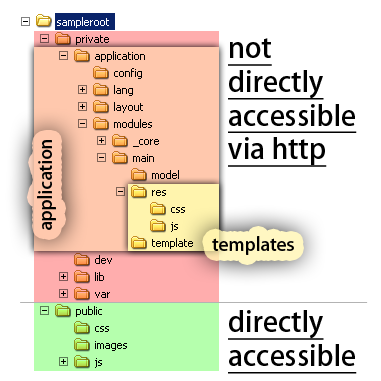 sampleroot
private
not
directly
accessible
via http
application
config
lang
layout
modules
_core
main
model
res
css
js
template
application
templates
dev
lib
var
public
css
images
js
directly
accessible